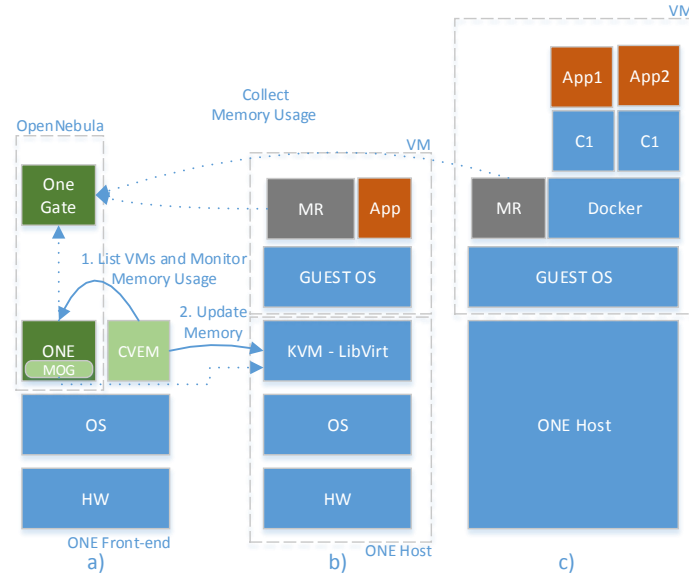 VM
App1
App2
Collect
Memory Usage
OpenNebula
VM
C1
C1
One
Gate
MR
App
MR
Docker
1. List VMs and Monitor
Memory Usage
GUEST OS
GUEST OS
2. Update
Memory
ONE
MOG
CVEM
KVM - LibVirt
OS
OS
ONE Host
HW
HW
ONE Front-end
ONE Host
a)
b)
c)